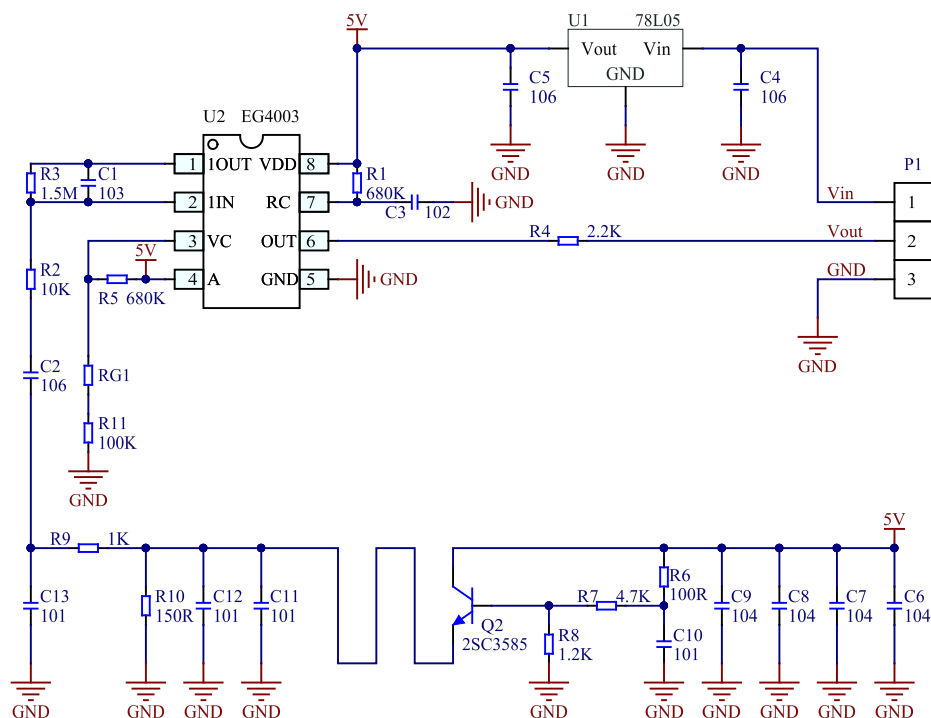 5V
U1 78L05
Vout Vin
GND
C5
106
C4
106
GND
GND
GND
U2 EG4003
1 1OUT VDD 8
2 1IN RC 7
3 VC OUT 6
4 A GND 5
R3
1.5M
C1
103
R1
680K
C3 102
GND
P1
Vin 1
R4 2.2K
Vout 2
GND 3
GND
GND
5V
R5 680K
R2
10K
C2
106
RG1
R11
100K
GND
R9 1K
5V
C13
101
R10
150R
C12
101
C11
101
Q2
2SC3585
R7 4.7K
R8
1.2K
R6
100R
C10
101
C9
104
C8
104
C7
104
C6
104
GND
GND
GND
GND
GND
GND
GND
GND
GND
GND